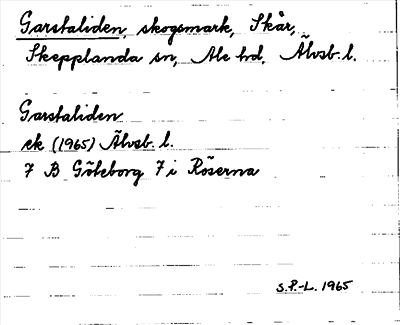 Garstaliden, skogsmark, Skår,
Skepplanda sn, Ale hd, Älvsb. l.
Garstaliden
ek (1965) Älvsb. l.
7 B Göteborg 7 i Röserna
S.P.-L. 1965